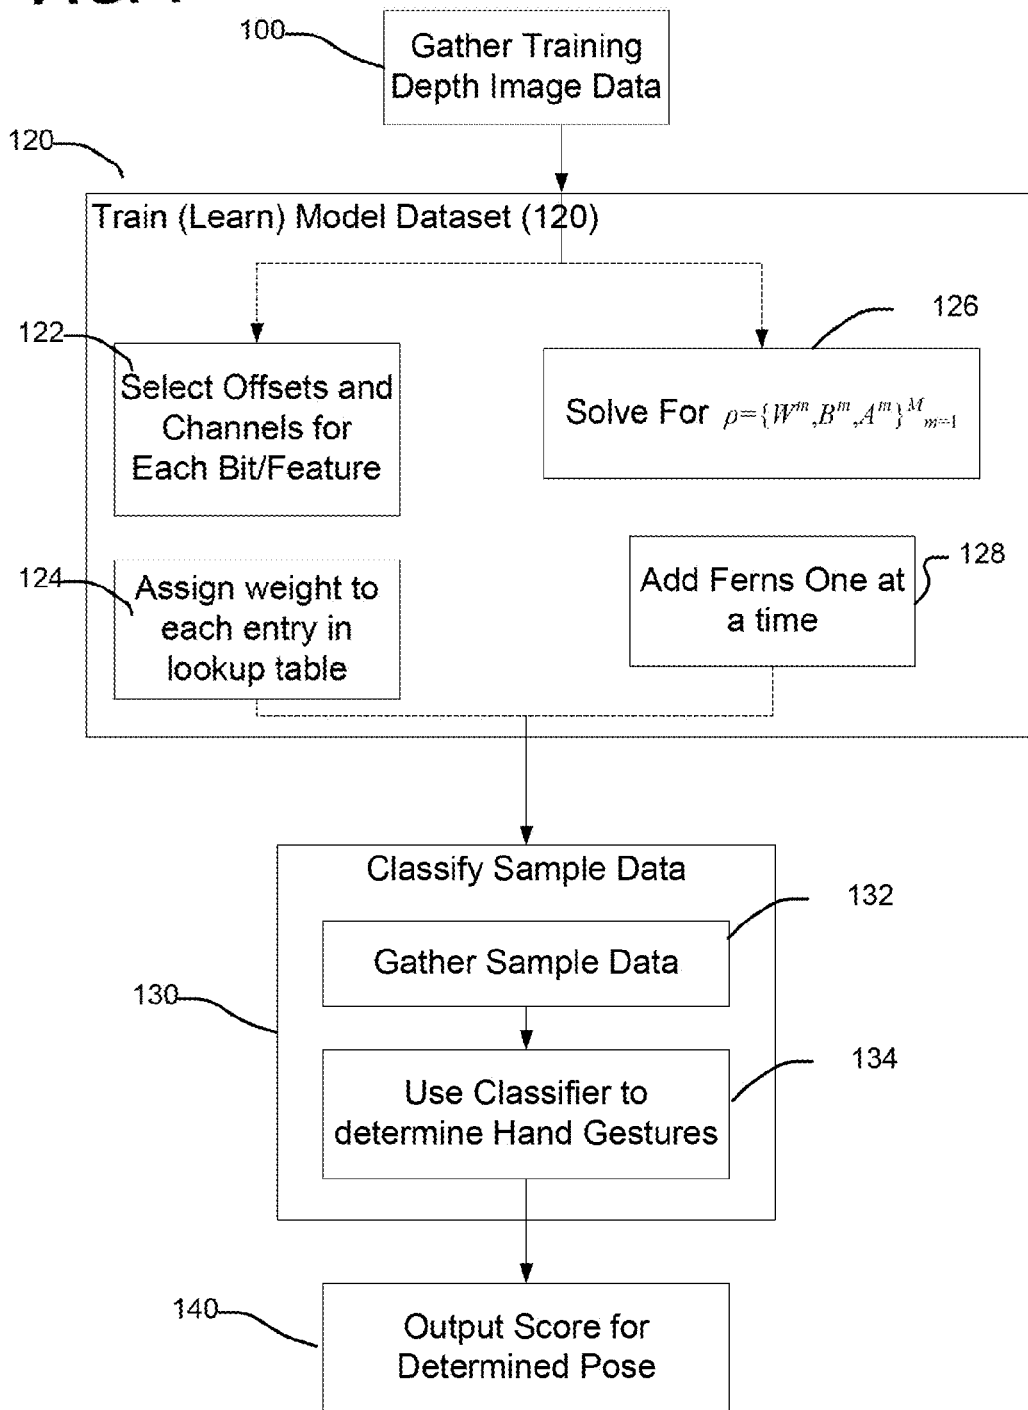 100
Gather Training
Depth Image Data
120
Train (Learn) Model Dataset (120)
122
Select Offsets and
Channels for
Each Bit/Feature
126
Solve For ρ={W^m,B^m,A^m}^M_m=1
124
Assign weight to
each entry in
lookup table
128
Add Ferns One at
a time
Classify Sample Data
132
Gather Sample Data
130
134
Use Classifier to
determine Hand Gestures
140
Output Score for
Determined Pose